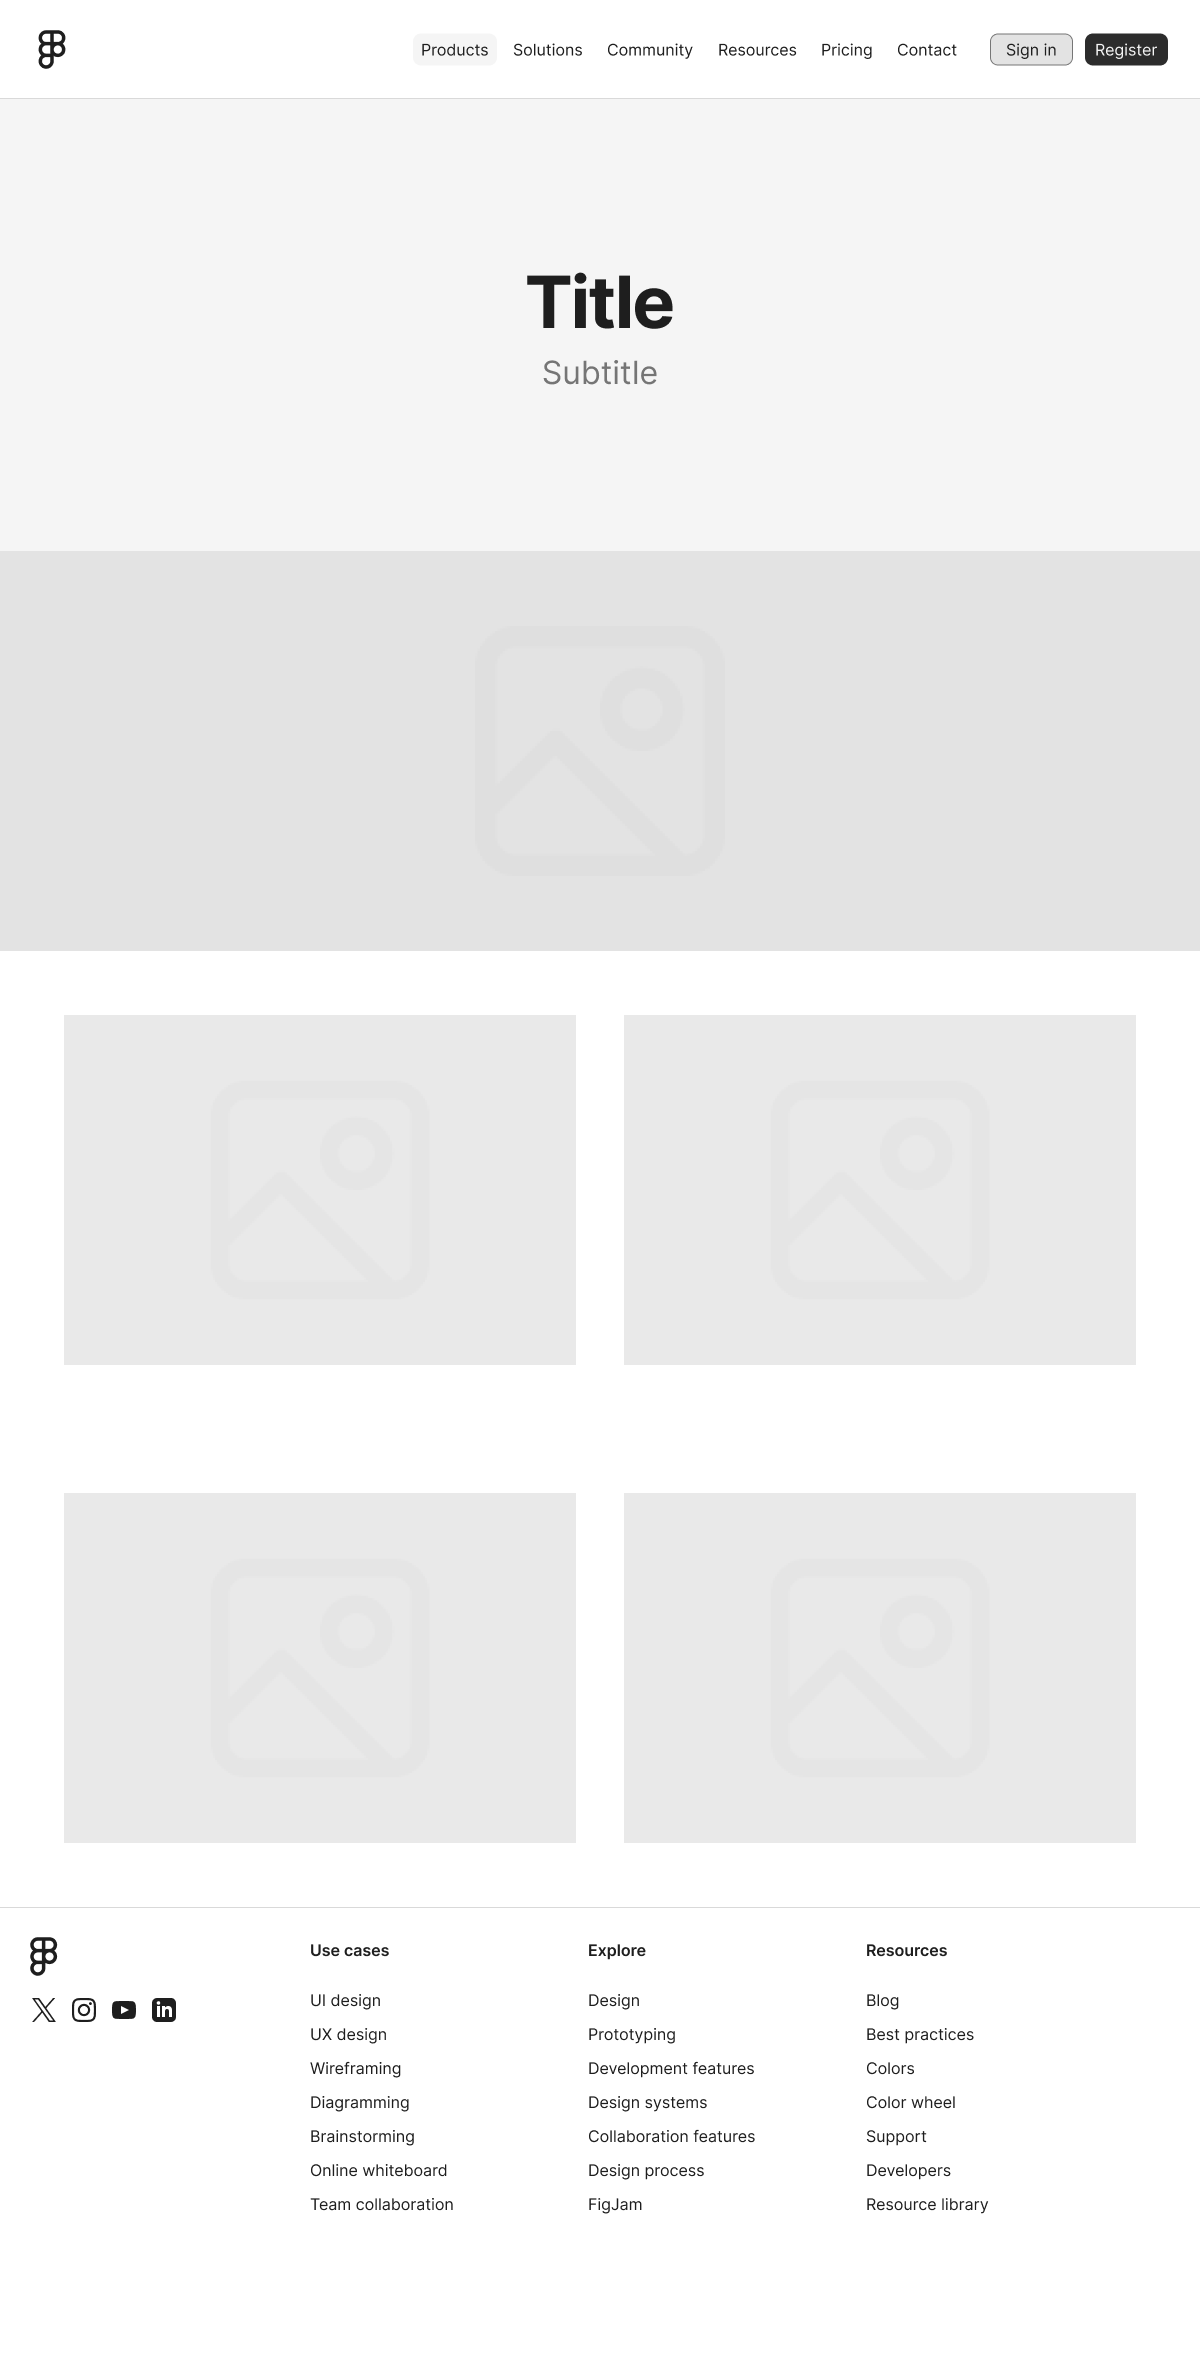 Products Solutions Community Resources Pricing Contact Sign in Register
Title
Subtitle
Use cases
UI design
UX design
Wireframing
Diagramming
Brainstorming
Online whiteboard
Team collaboration
Explore
Design
Prototyping
Development features
Design systems
Collaboration features
Design process
FigJam
Resources
Blog
Best practices
Colors
Color wheel
Support
Developers
Resource library